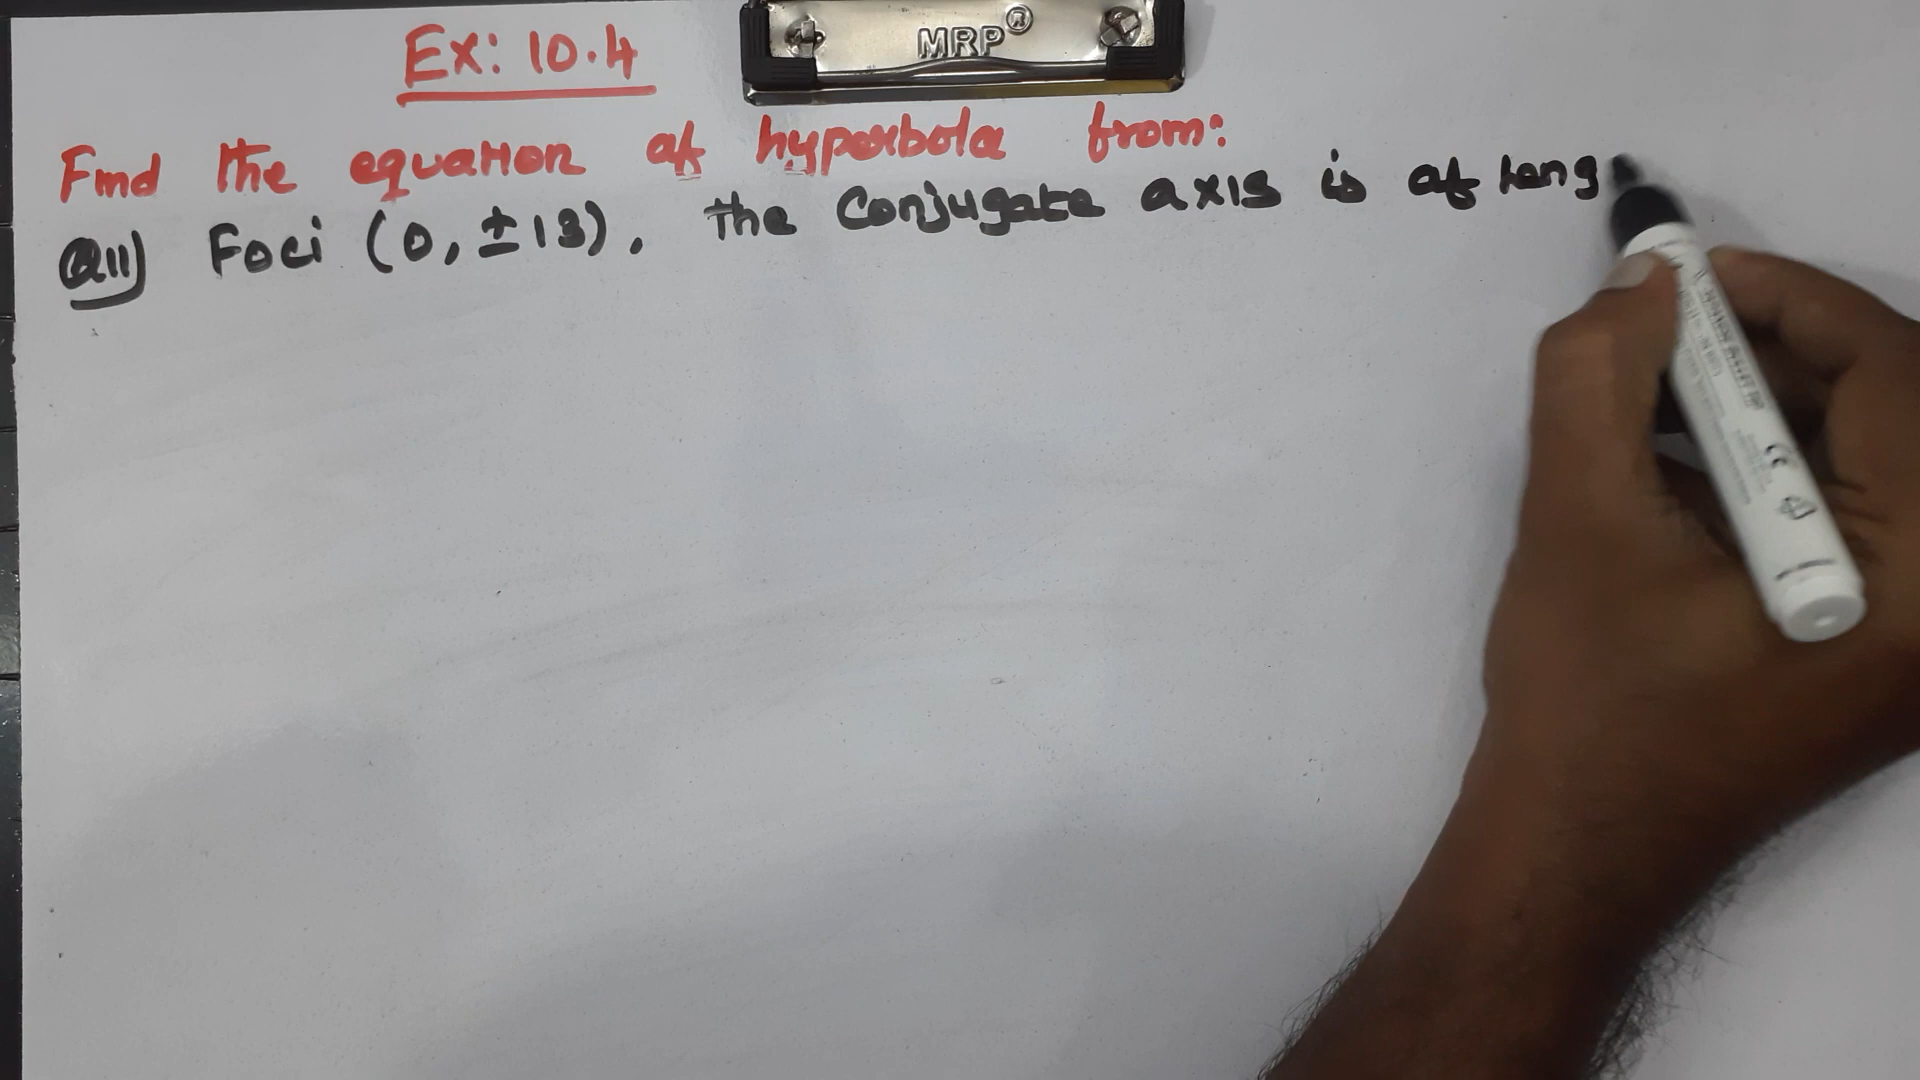 MRP®
Ex: 10.4
Find the equation of hyperbola from:
Q11) Foci (0, ±13), the Conjugate axis is of leng